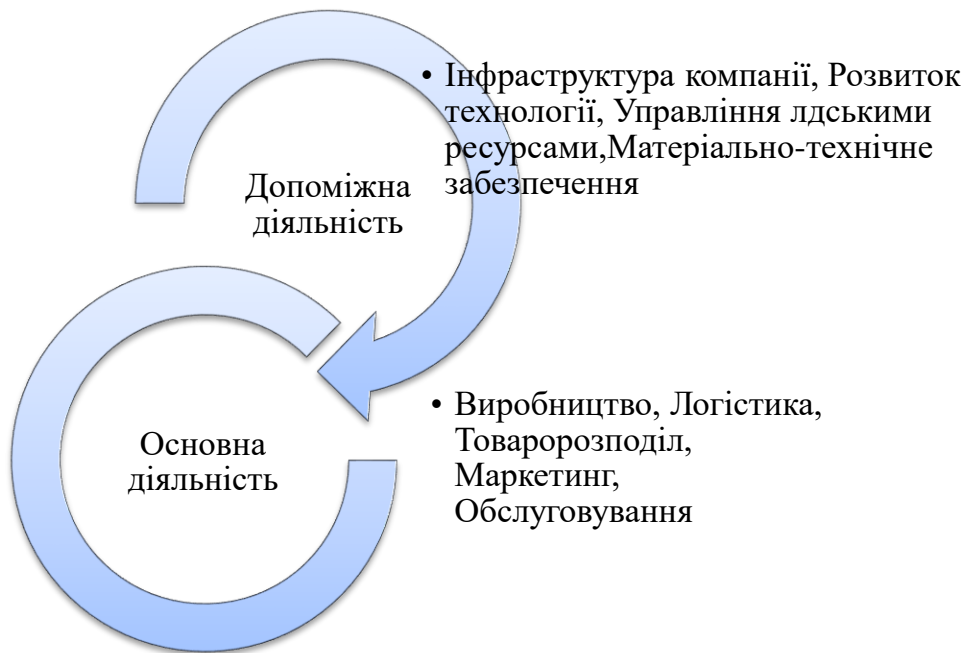 • Інфраструктура компанії, Розвиток
технології, Управління лдськими
ресурсами,Матеріально-технічне
забезпечення
Допоміжна
діяльність
• Виробництво, Логістика,
Товаророзподіл,
Маркетинг,
Обслуговування
Основна
діяльність